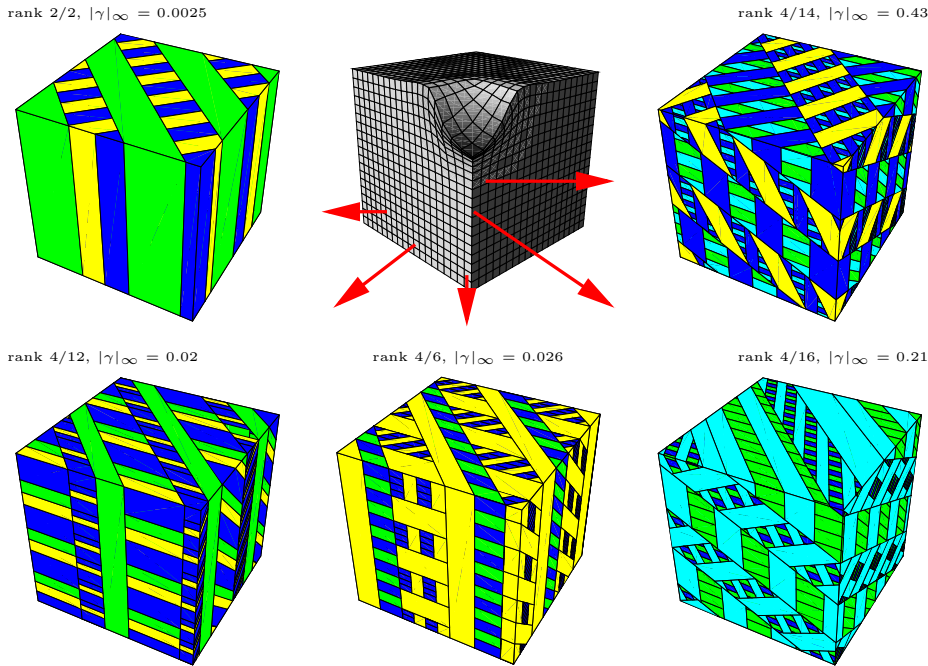 rank 2/2, |γ|∞ = 0.0025
rank 4/14, |γ|∞ = 0.43
rank 4/12, |γ|∞ = 0.02
rank 4/6, |γ|∞ = 0.026
rank 4/16, |γ|∞ = 0.21